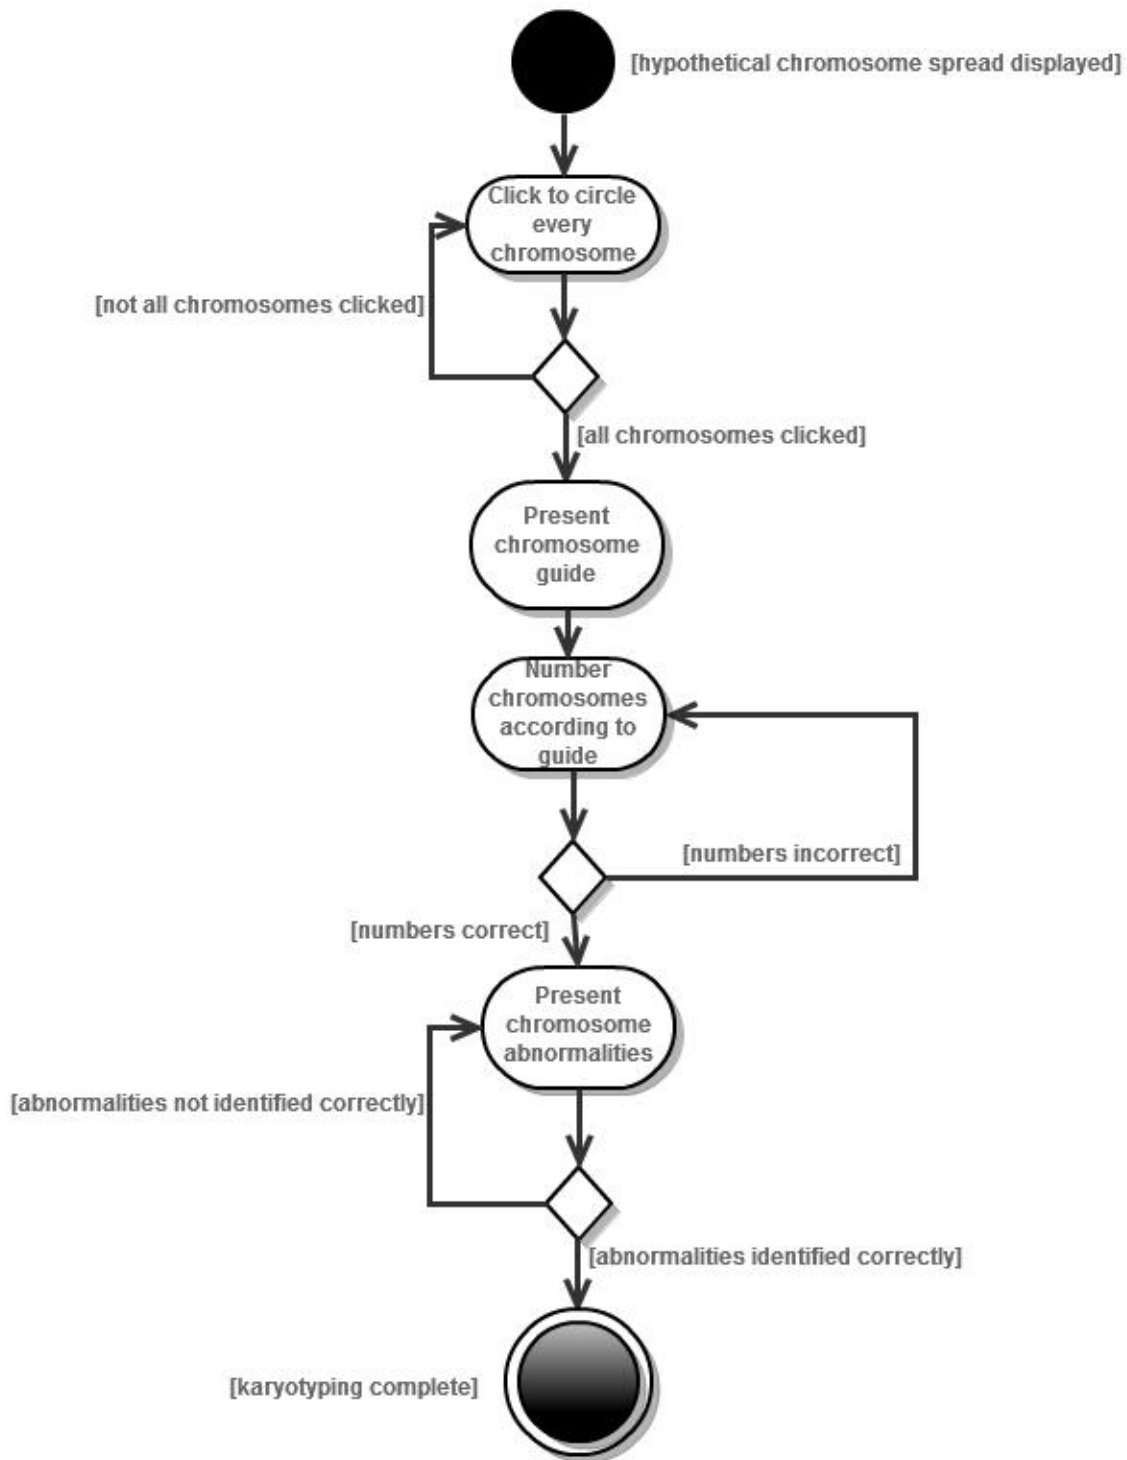 [hypothetical chromosome spread displayed]
Click to circle
every
chromosome
[not all chromosomes clicked]
[all chromosomes clicked]
Present
chromosome
guide
Number
chromosomes
according to
guide
[numbers incorrect]
[numbers correct]
Present
chromosome
abnormalities
[abnormalities not identified correctly]
[abnormalities identified correctly]
[karyotyping complete]